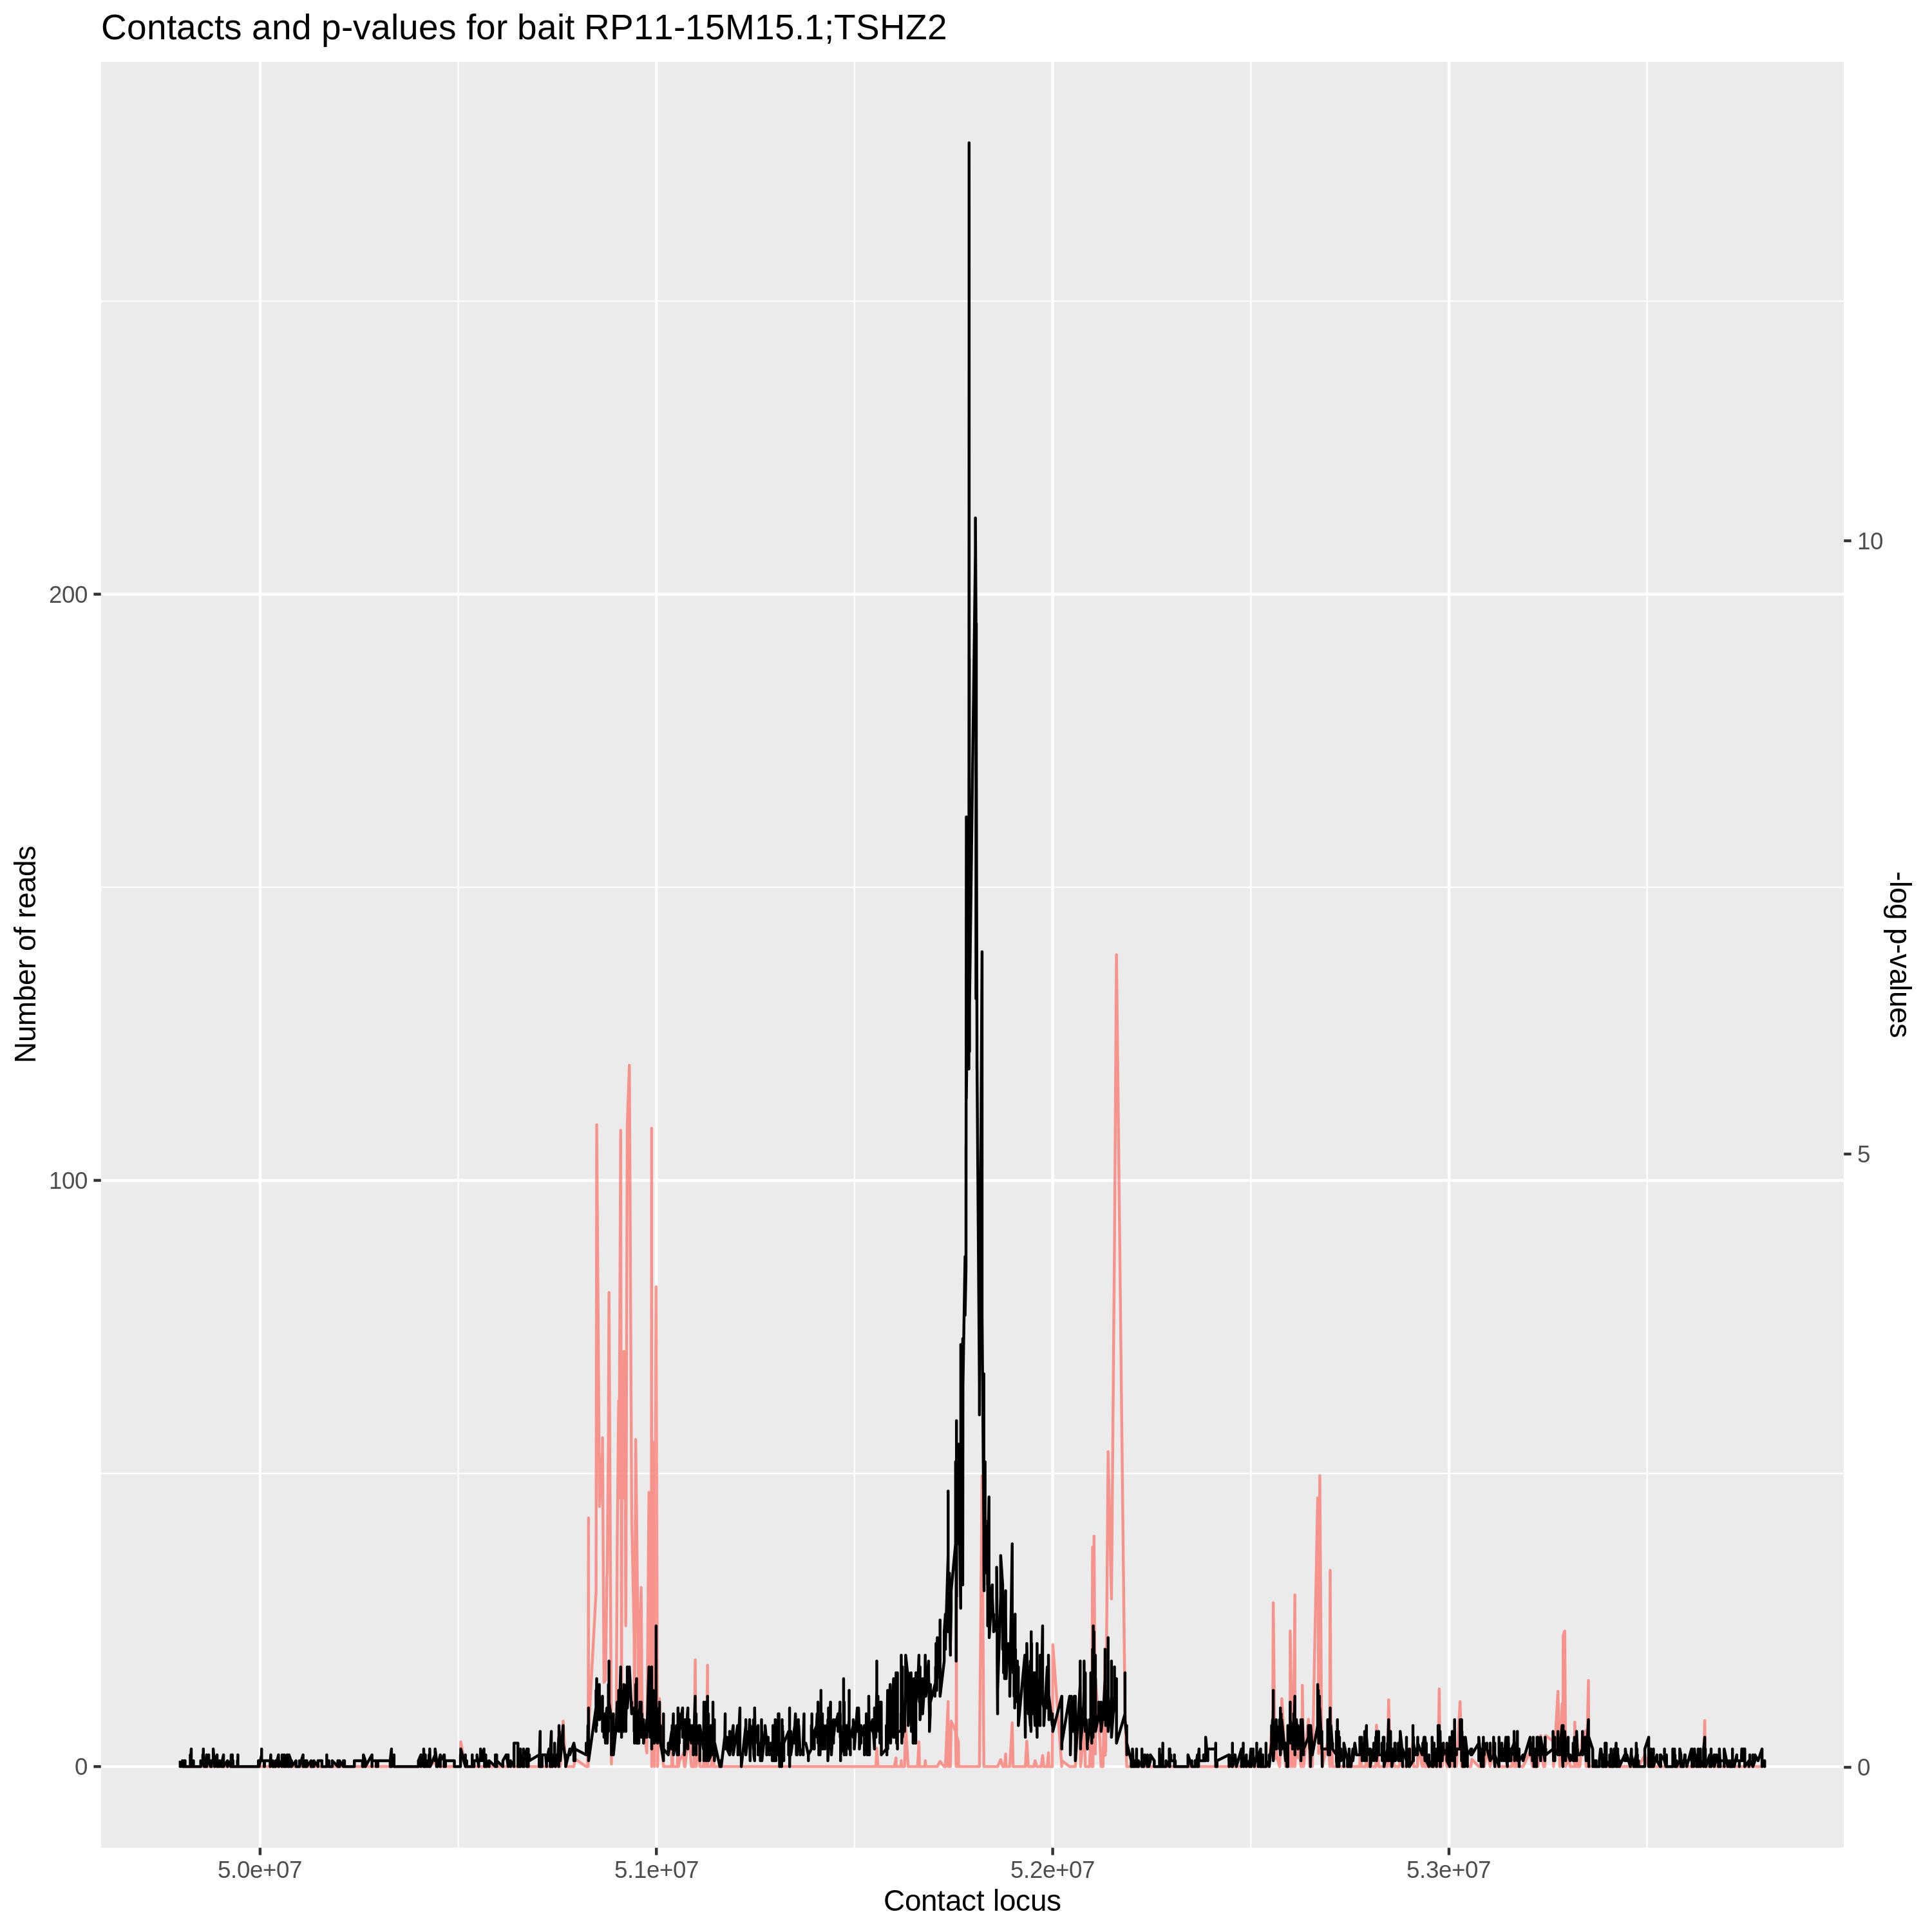 Contacts and p-values for bait RP11-15M15.1;TSHZ2
Number of reads
200
100
0
10
5
0
-log p-values
5.0e+07
5.1e+07
5.2e+07
5.3e+07
Contact locus